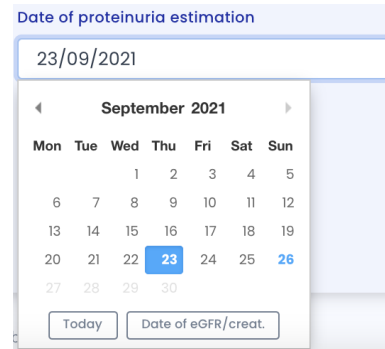 Date of proteinuria estimation
23/09/2021
September 2021
Mon Tue Wed Thu Fri Sat Sun
1 2 3 4 5
6 7 8 9 10 11 12
13 14 15 16 17 18 19
20 21 22 23 24 25 26
27 28 29 30
Today Date of eGFR/creat.